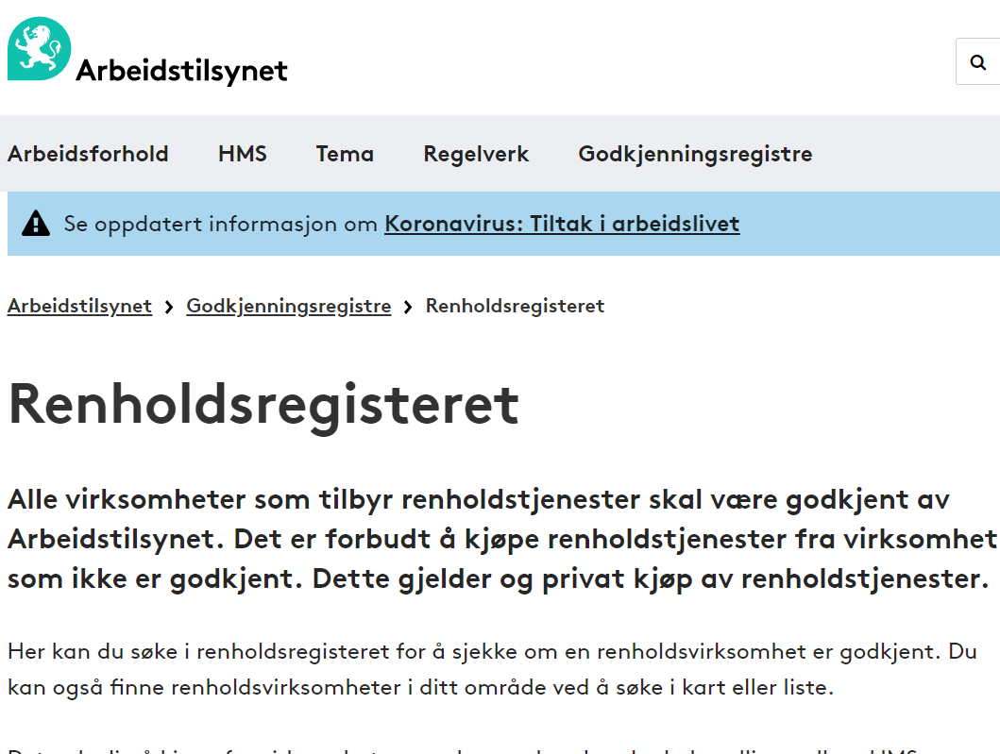 Arbeidstilsynet
Arbeidsforhold HMS Tema Regelverk Godkjenningsregistre
Se oppdatert informasjon om Koronavirus: Tiltak i arbeidslivet
Arbeidstilsynet > Godkjenningsregistre > Renholdsregisteret
Renholdsregisteret
Alle virksomheter som tilbyr renholdstjenester skal være godkjent av
Arbeidstilsynet. Det er forbudt å kjøpe renholdstjenester fra virksomhet
som ikke er godkjent. Dette gjelder og privat kjøp av renholdstjenester.
Her kan du søke i renholdsregisteret for å sjekke om en renholdsvirksomhet er godkjent. Du
kan også finne renholdsvirksomheter i ditt område ved å søke i kart eller liste.